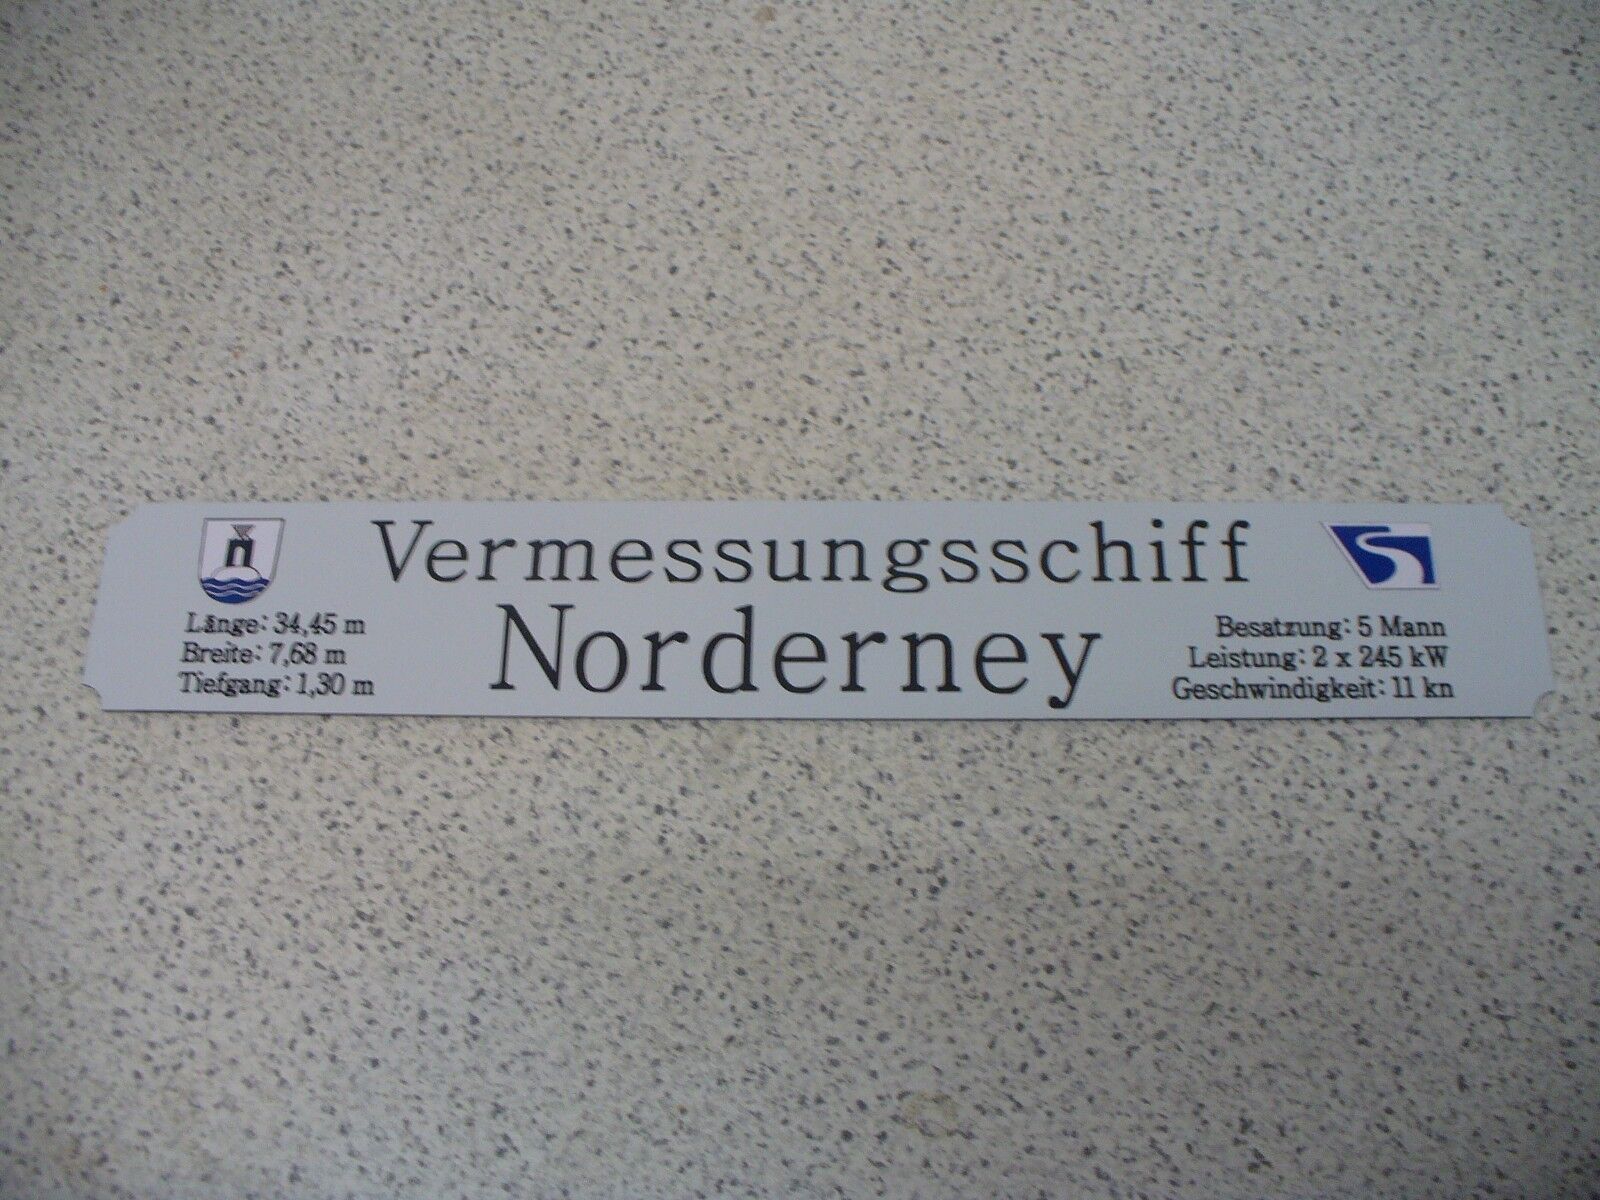 Vermessungsschiff
Norderney
Länge: 34,45 m
Breite: 7,68 m
Tiefgang: 1,30 m
Besatzung: 5 Mann
Leistung: 2 x 245 kW
Geschwindigkeit: 11 kn